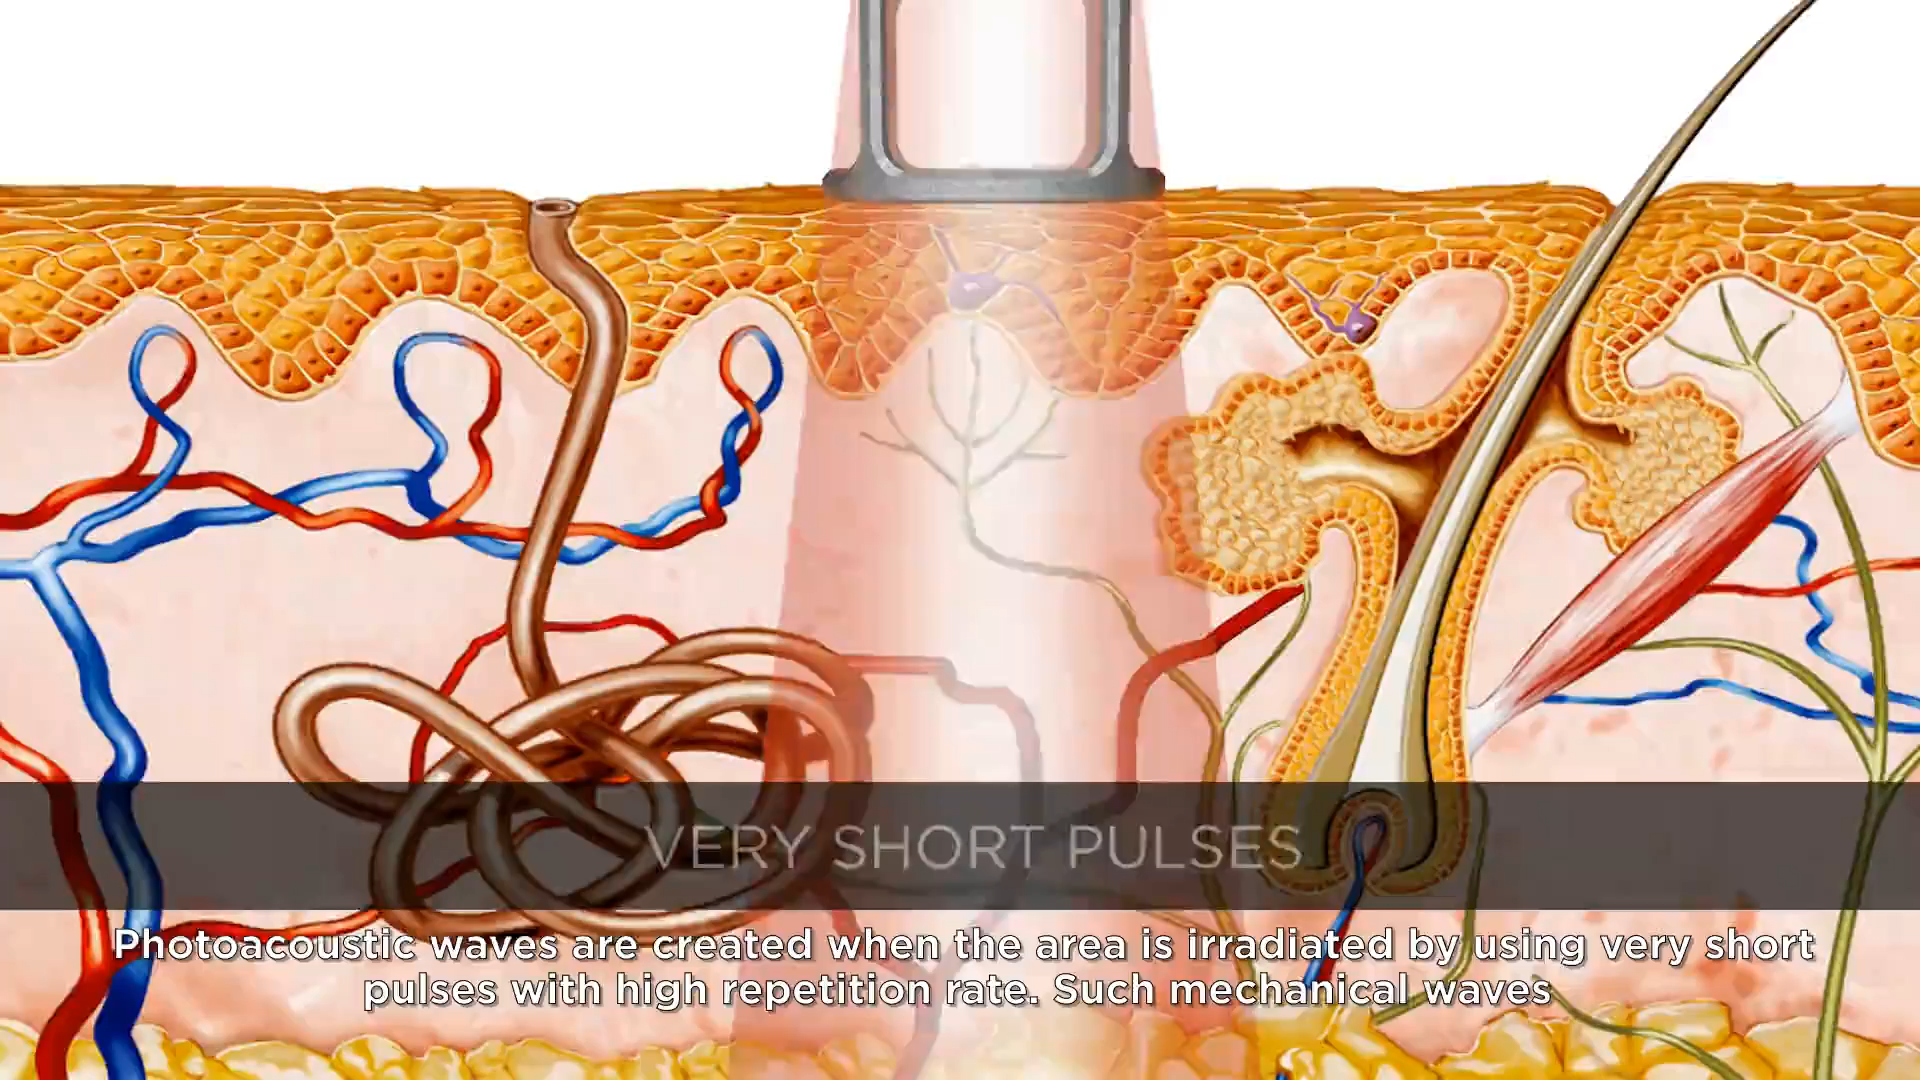 VERY SHORT PULSES
Photoacoustic waves are created when the area is irradiated by using very short
pulses with high repetition rate. Such mechanical waves